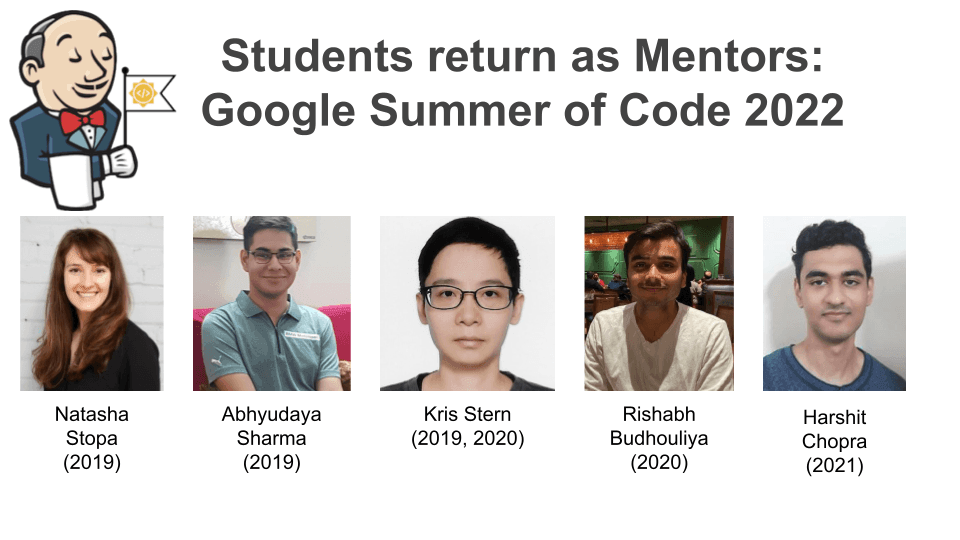 Students return as Mentors:
Google Summer of Code 2022
Natasha
Stopa
(2019)
Abhyudaya
Sharma
(2019)
Kris Stern
(2019, 2020)
Rishabh
Budhouliya
(2020)
Harshit
Chopra
(2021)